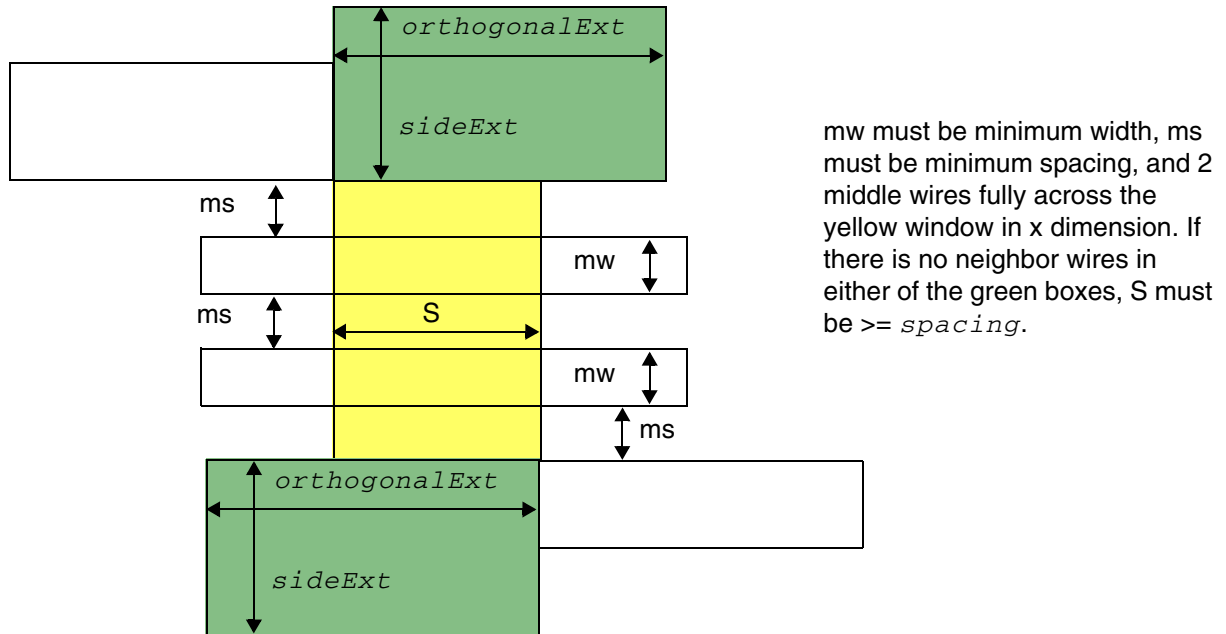 orthogonalExt
sideExt
mw must be minimum width, ms
must be minimum spacing, and 2
middle wires fully across the
yellow window in x dimension. If
there is no neighbor wires in
either of the green boxes, S must
be >= spacing.
ms
mw
ms
S
mw
ms
orthogonalExt
sideExt